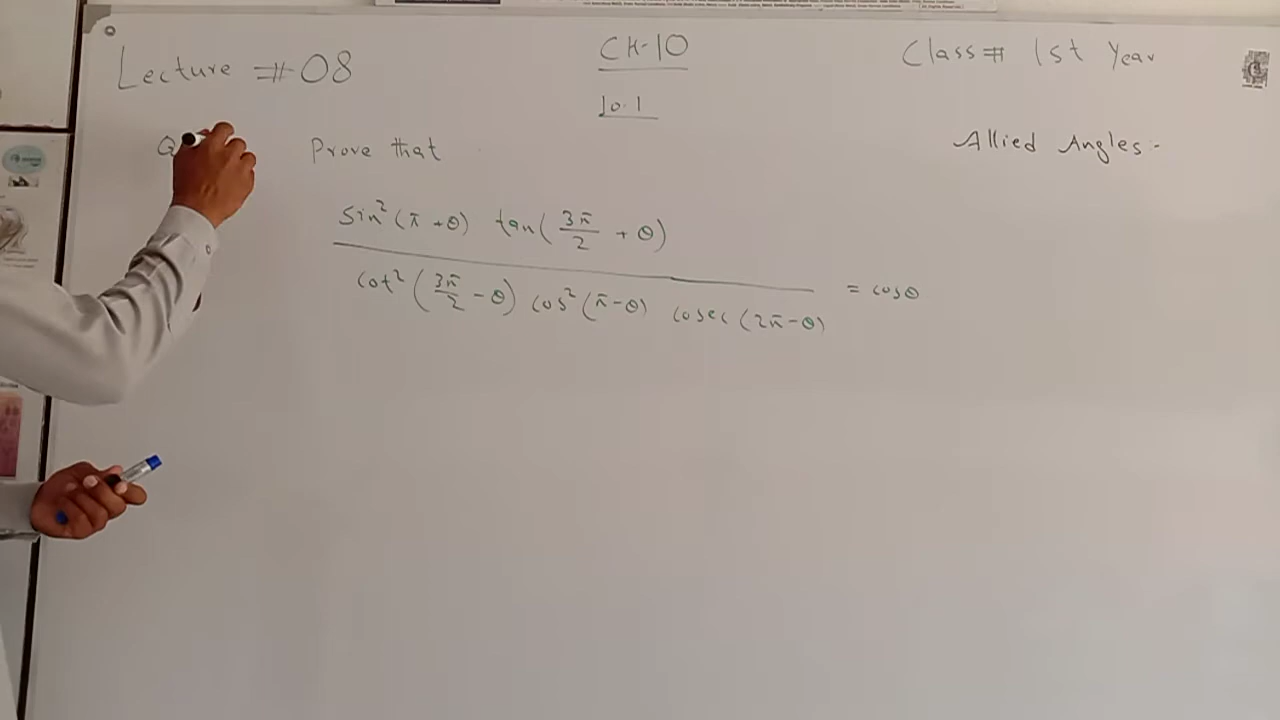 Lecture # 08
CH-10
Class# 1st Year
10.1
Q
Prove that
Allied Angles:-
sin²(π+θ) tan(3π/2 + θ)
cot²(3π/2 - θ) cos²(π-θ) cosec(2π-θ) = cosθ